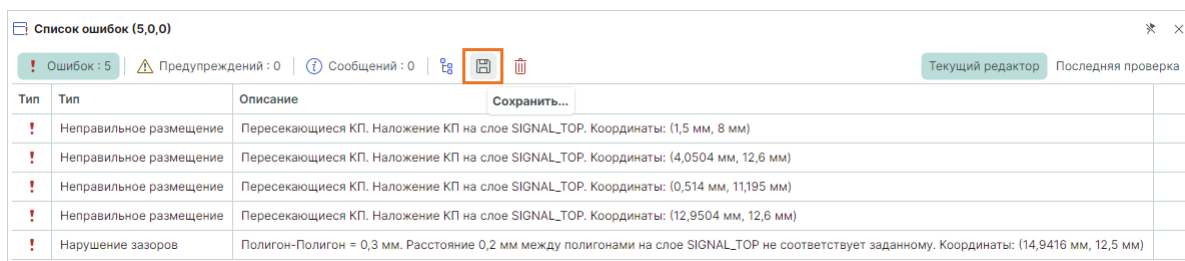 Список ошибок (5,0,0)
Ошибок : 5 Предупреждений : 0 Сообщений : 0 Текущий редактор Последняя проверка
Тип Тип Описание Сохранить...
Неправильное размещение Пересекающиеся КП. Наложение КП на слое SIGNAL_TOP. Координаты: (1,5 мм, 8 мм)
Неправильное размещение Пересекающиеся КП. Наложение КП на слое SIGNAL_TOP. Координаты: (4,0504 мм, 12,6 мм)
Неправильное размещение Пересекающиеся КП. Наложение КП на слое SIGNAL_TOP. Координаты: (0,514 мм, 11,195 мм)
Неправильное размещение Пересекающиеся КП. Наложение КП на слое SIGNAL_TOP. Координаты: (12,9504 мм, 12,6 мм)
Нарушение зазоров Полигон-Полигон = 0,3 мм. Расстояние 0,2 мм между полигонами на слое SIGNAL_TOP не соответствует заданному. Координаты: (14,9416 мм, 12,5 мм)